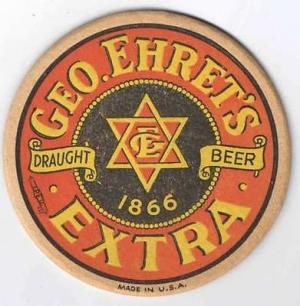 GEO. EHRET'S
DRAUGHT BEER
1866
EXTRA
MADE IN U.S.A.